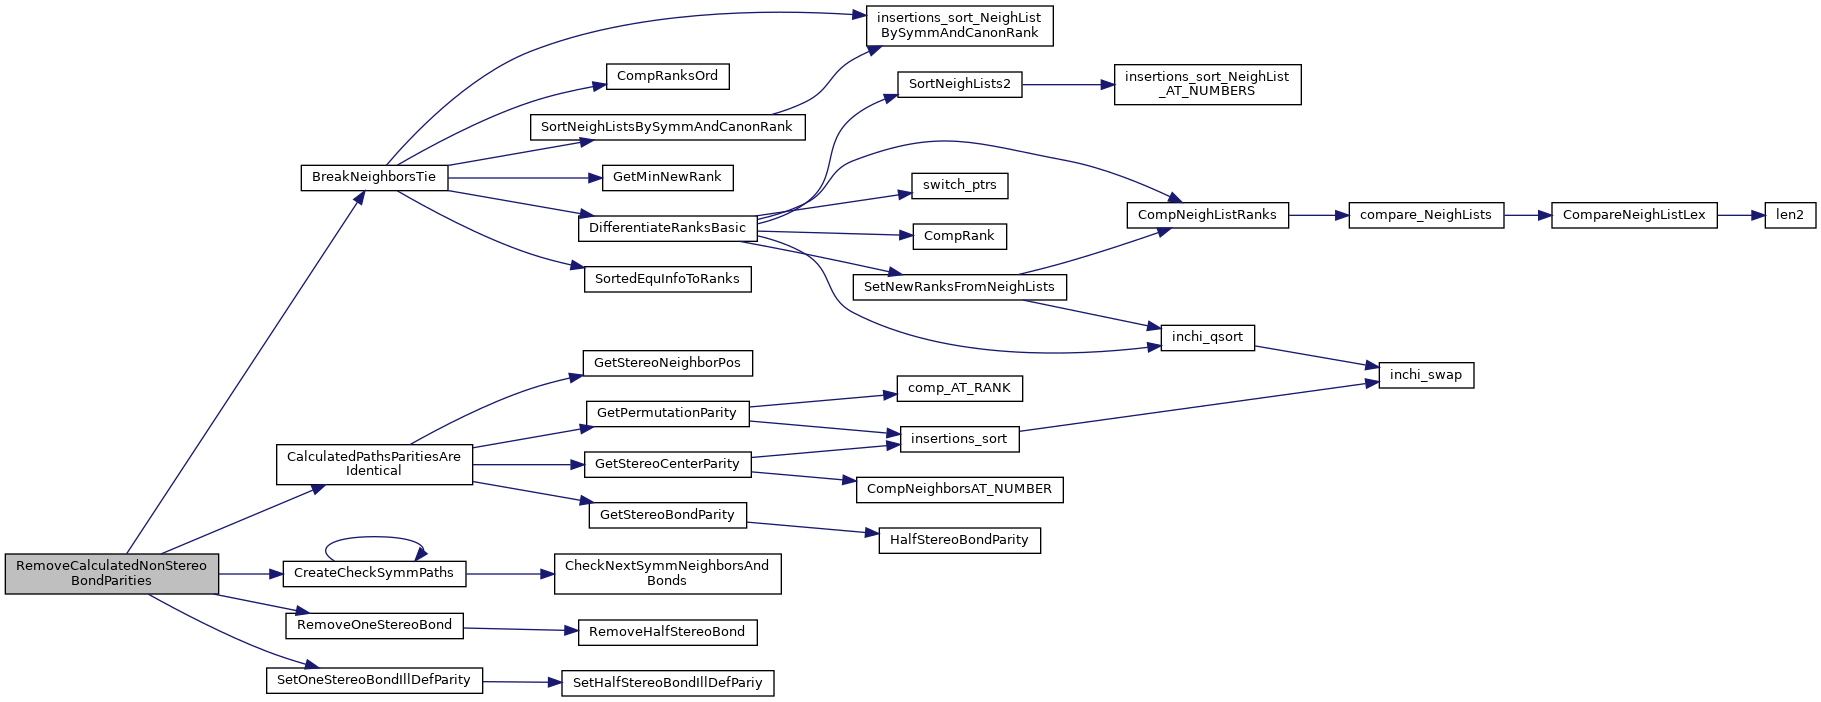 insertions_sort_NeighList
BySymmAndCanonRank
CompRanksOrd
SortNeighLists2
insertions_sort_NeighList
_AT_NUMBERS
SortNeighListsBySymmAndCanonRank
BreakNeighborsTie
GetMinNewRank
switch_ptrs
CompNeighListRanks
compare_NeighLists
CompareNeighListLex
len2
DifferentiateRanksBasic
CompRank
SortedEquInfoToRanks
SetNewRanksFromNeighLists
inchi_qsort
GetStereoNeighborPos
inchi_swap
comp_AT_RANK
GetPermutationParity
insertions_sort
CalculatedPathsParitiesAre
Identical
GetStereoCenterParity
CompNeighborsAT_NUMBER
GetStereoBondParity
HalfStereoBondParity
RemoveCalculatedNonStereo
BondParities
CreateCheckSymmPaths
CheckNextSymmNeighborsAnd
Bonds
RemoveOneStereoBond
RemoveHalfStereoBond
SetOneStereoBondIllDefParity
SetHalfStereoBondIllDefPariy